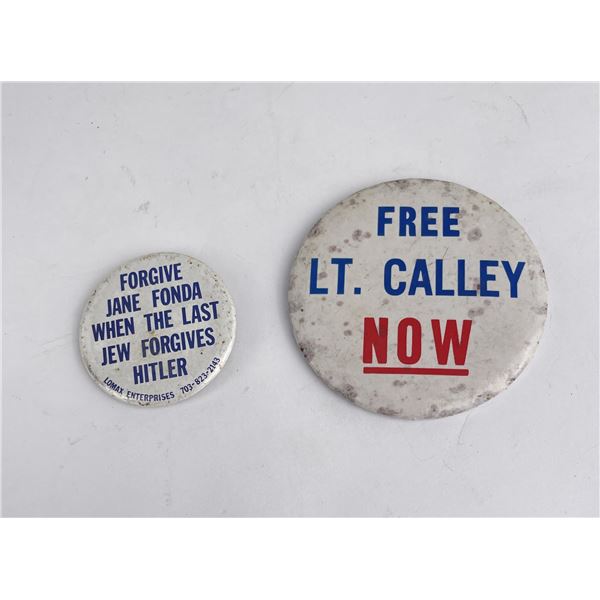 FORGIVE
JANE FONDA
WHEN THE LAST
JEW FORGIVES
HITLER
LOMAX ENTERPRISES 703-823-2143
FREE
LT. CALLEY
NOW